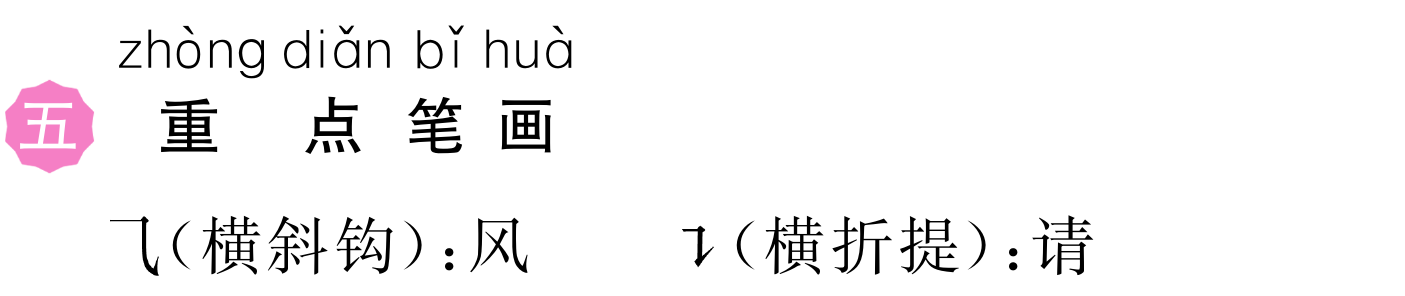 zhòng diǎn bǐ huà
五 重点笔画
⺄(横斜钩):风 ㇊(横折提):请